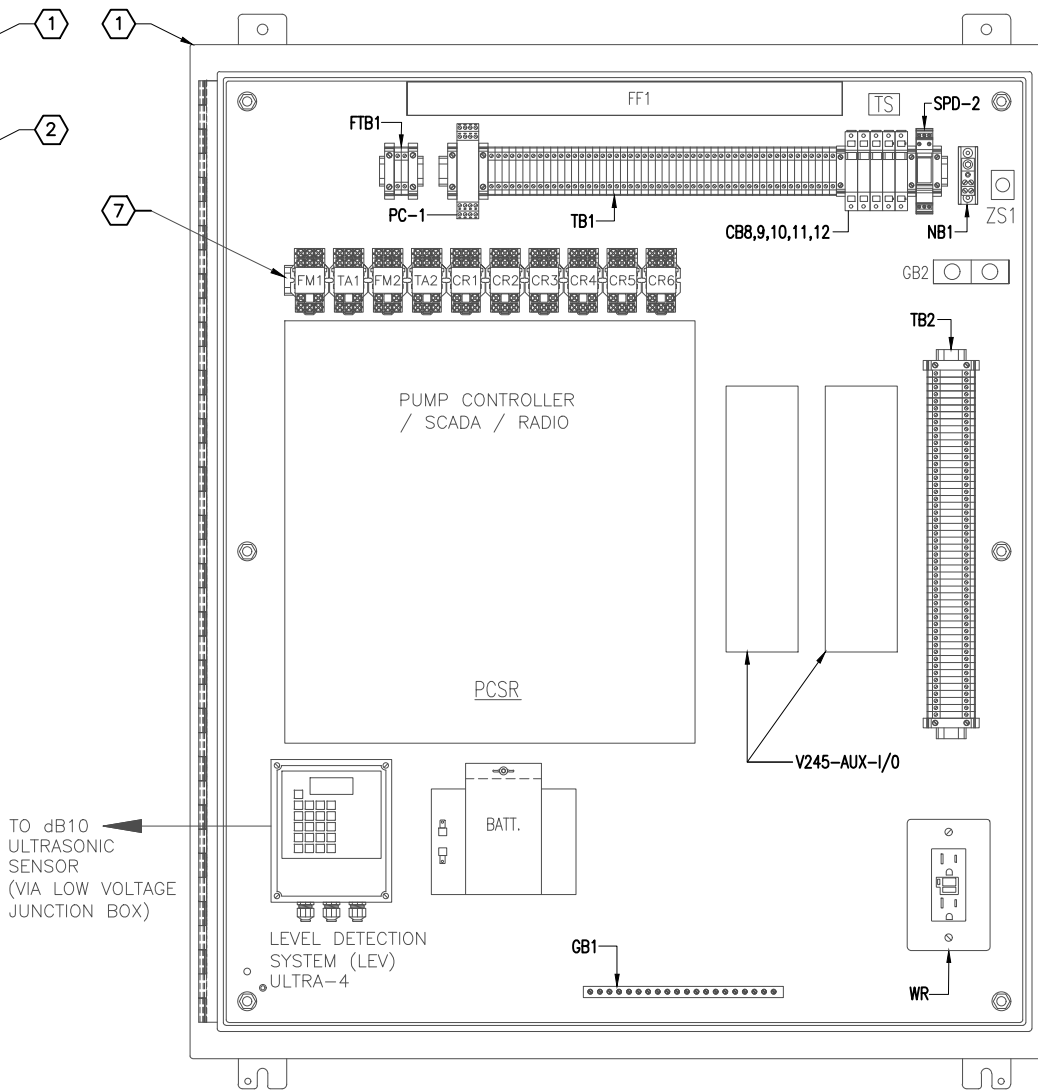 1
1
2
FF1
TS
SPD-2
FTB1
PC-1
TB1
CB8,9,10,11,12
NB1
ZS1
7
FM1
TA1
FM2
TA2
CR1
CR2
CR3
CR4
CR5
CR6
GB2
TB2
PUMP CONTROLLER
/ SCADA / RADIO
PCSR
V245-AUX-I/O
TO dB10
ULTRASONIC
SENSOR
(VIA LOW VOLTAGE
JUNCTION BOX)
BATT.
LEVEL DETECTION
SYSTEM (LEV)
ULTRA-4
GB1
WR